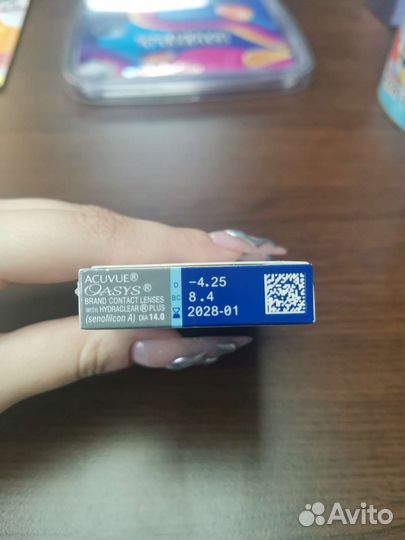 ACUVUE®
OASYS®
BRAND CONTACT LENSES
WITH HYDRACLEAR® PLUS
(senofilcon A) DIA 14.0
D -4.25
BC 8.4
2028-01
Avito